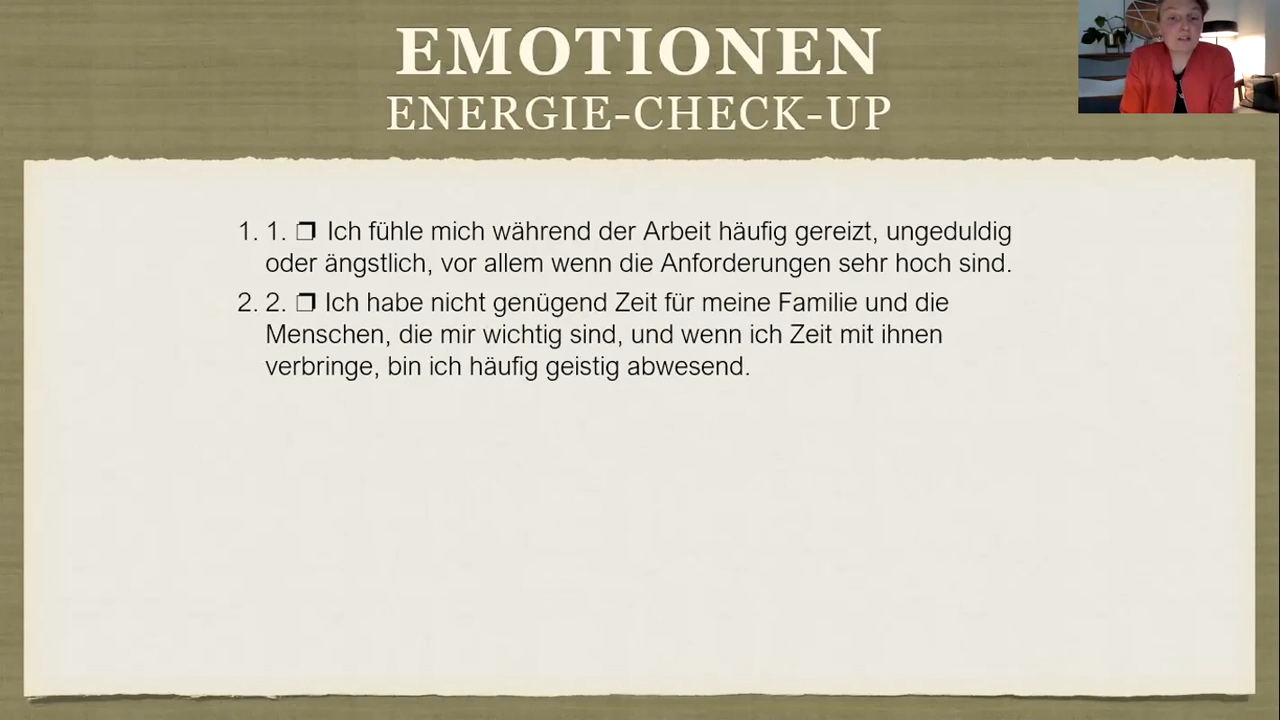 EMOTIONEN
ENERGIE-CHECK-UP
1. 1. ❐ Ich fühle mich während der Arbeit häufig gereizt, ungeduldig
oder ängstlich, vor allem wenn die Anforderungen sehr hoch sind.
2. 2. ❐ Ich habe nicht genügend Zeit für meine Familie und die
Menschen, die mir wichtig sind, und wenn ich Zeit mit ihnen
verbringe, bin ich häufig geistig abwesend.